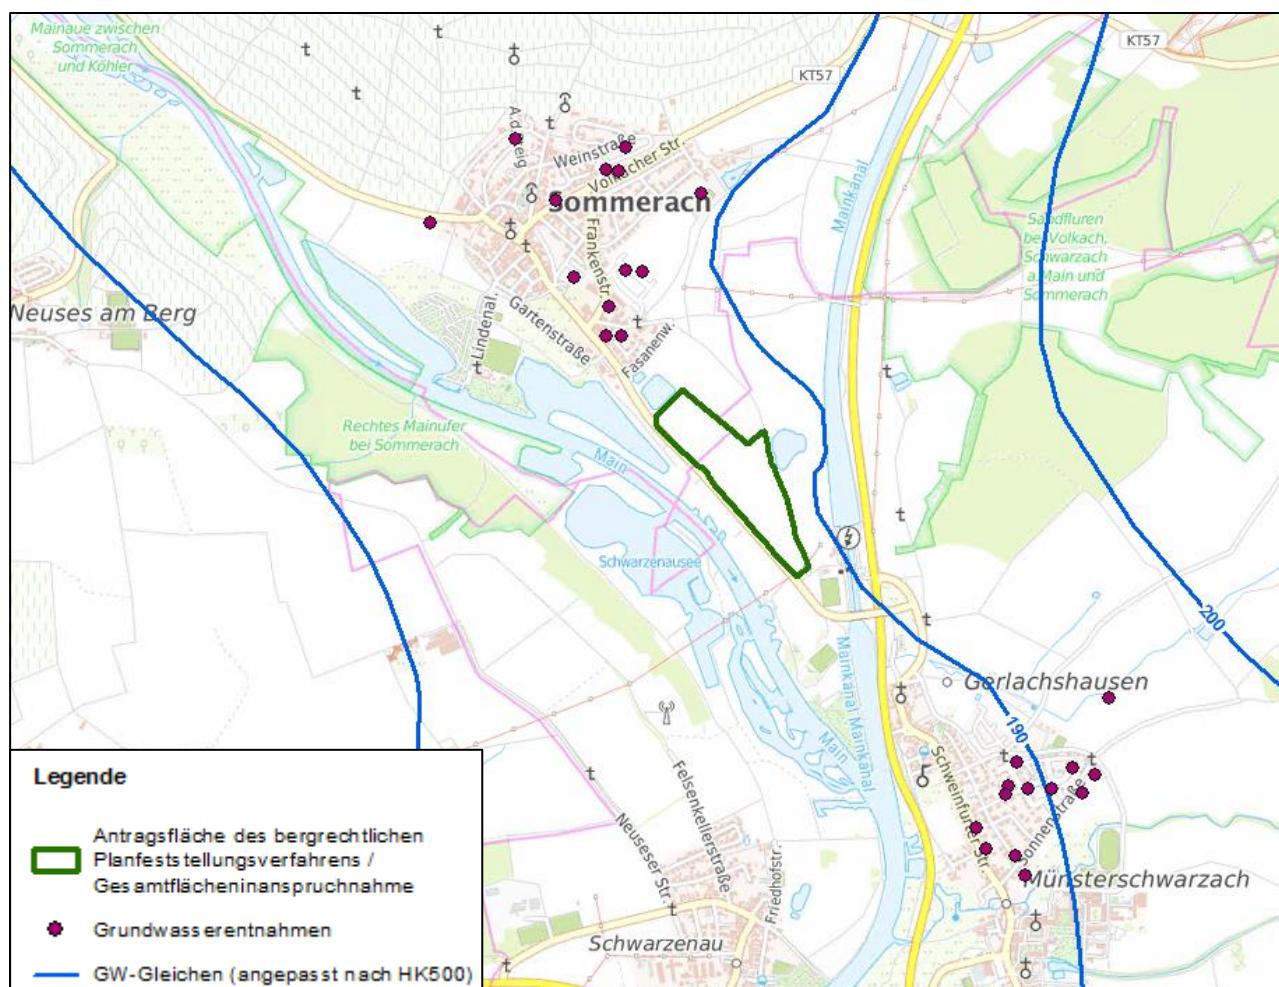 Mainaue zwischen
Sommerach
und Köhler
KT57
KT57
A.d.Steig
Weinstraße
Volkacher Str.
Sommerach
Mainkanal
Frankenstr.
Sandfluren
bei Volkach,
Schwarzach
a.Main und
Sommerach
Neuses am Berg
Lindenal.
Gartenstraße
Fasanenw.
Rechtes Mainufer
bei Sommerach
Main
Schwarzenausee
200
Mainkanal Mainkanal
Gerlachshausen
190
Main
Schweinfurter Str.
Sonnenstraße
Felsenkellerstraße
Neuseser Str.
Friedhofstr.
Münsterschwarzach
Schwarzenau
Legende
Antragsfläche des bergrechtlichen
Planfeststellungsverfahrens /
Gesamtflächeninanspruchnahme
Grundwasserentnahmen
GW-Gleichen (angepasst nach HK500)